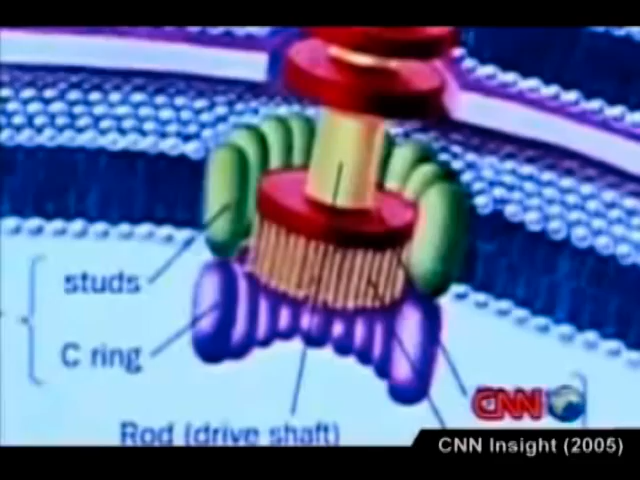 studs
C ring
Rod (drive shaft)
CNN
CNN Insight (2005)